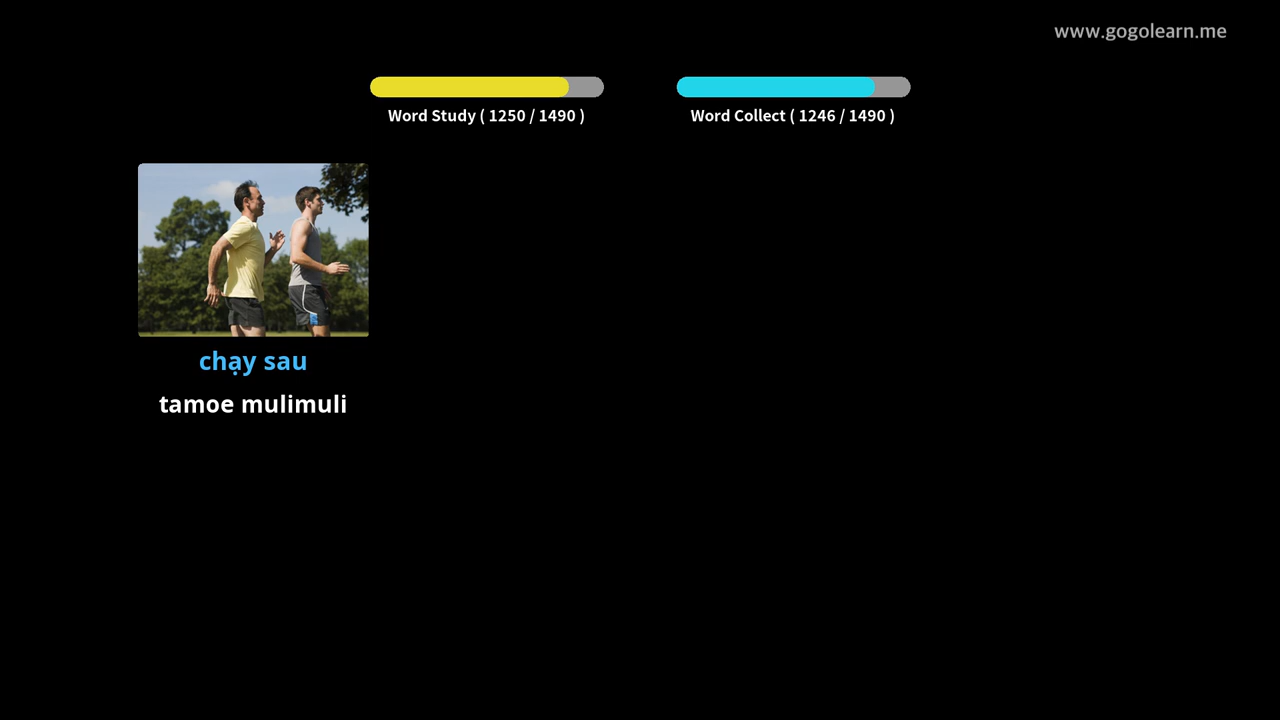 www.gogolearn.me
Word Study ( 1250 / 1490 )
Word Collect ( 1246 / 1490 )
chạy sau
tamoe mulimuli